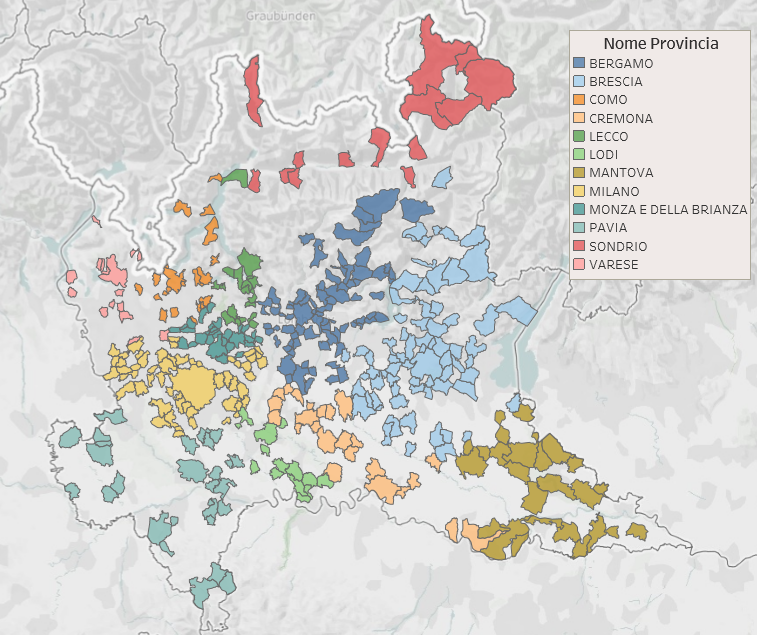 Graubünden
Nome Provincia
BERGAMO
BRESCIA
COMO
CREMONA
LECCO
LODI
MANTOVA
MILANO
MONZA E DELLA BRIANZA
PAVIA
SONDRIO
VARESE